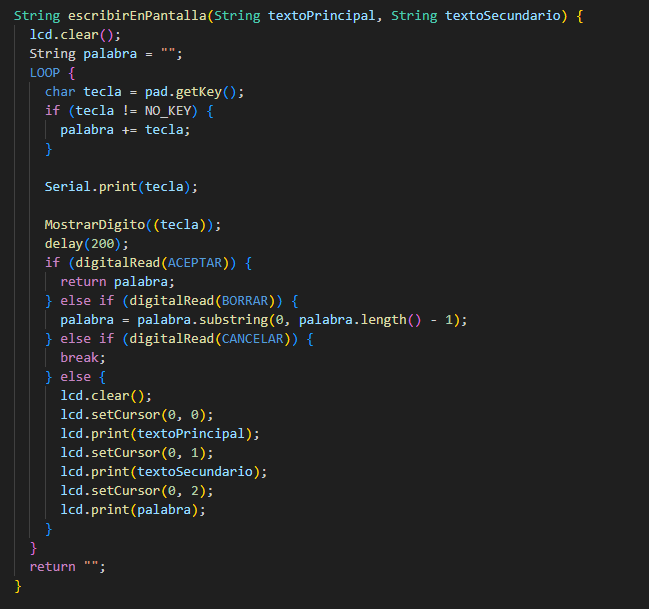 String escribirEnPantalla(String textoPrincipal, String textoSecundario) {
  lcd.clear();
  String palabra = "";
  LOOP {
    char tecla = pad.getKey();
    if (tecla != NO_KEY) {
      palabra += tecla;
    }

    Serial.print(tecla);

    MostrarDigito((tecla));
    delay(200);
    if (digitalRead(ACEPTAR)) {
      return palabra;
    } else if (digitalRead(BORRAR)) {
      palabra = palabra.substring(0, palabra.length() - 1);
    } else if (digitalRead(CANCELAR)) {
      break;
    } else {
      lcd.clear();
      lcd.setCursor(0, 0);
      lcd.print(textoPrincipal);
      lcd.setCursor(0, 1);
      lcd.print(textoSecundario);
      lcd.setCursor(0, 2);
      lcd.print(palabra);
    }
  }
  return "";
}